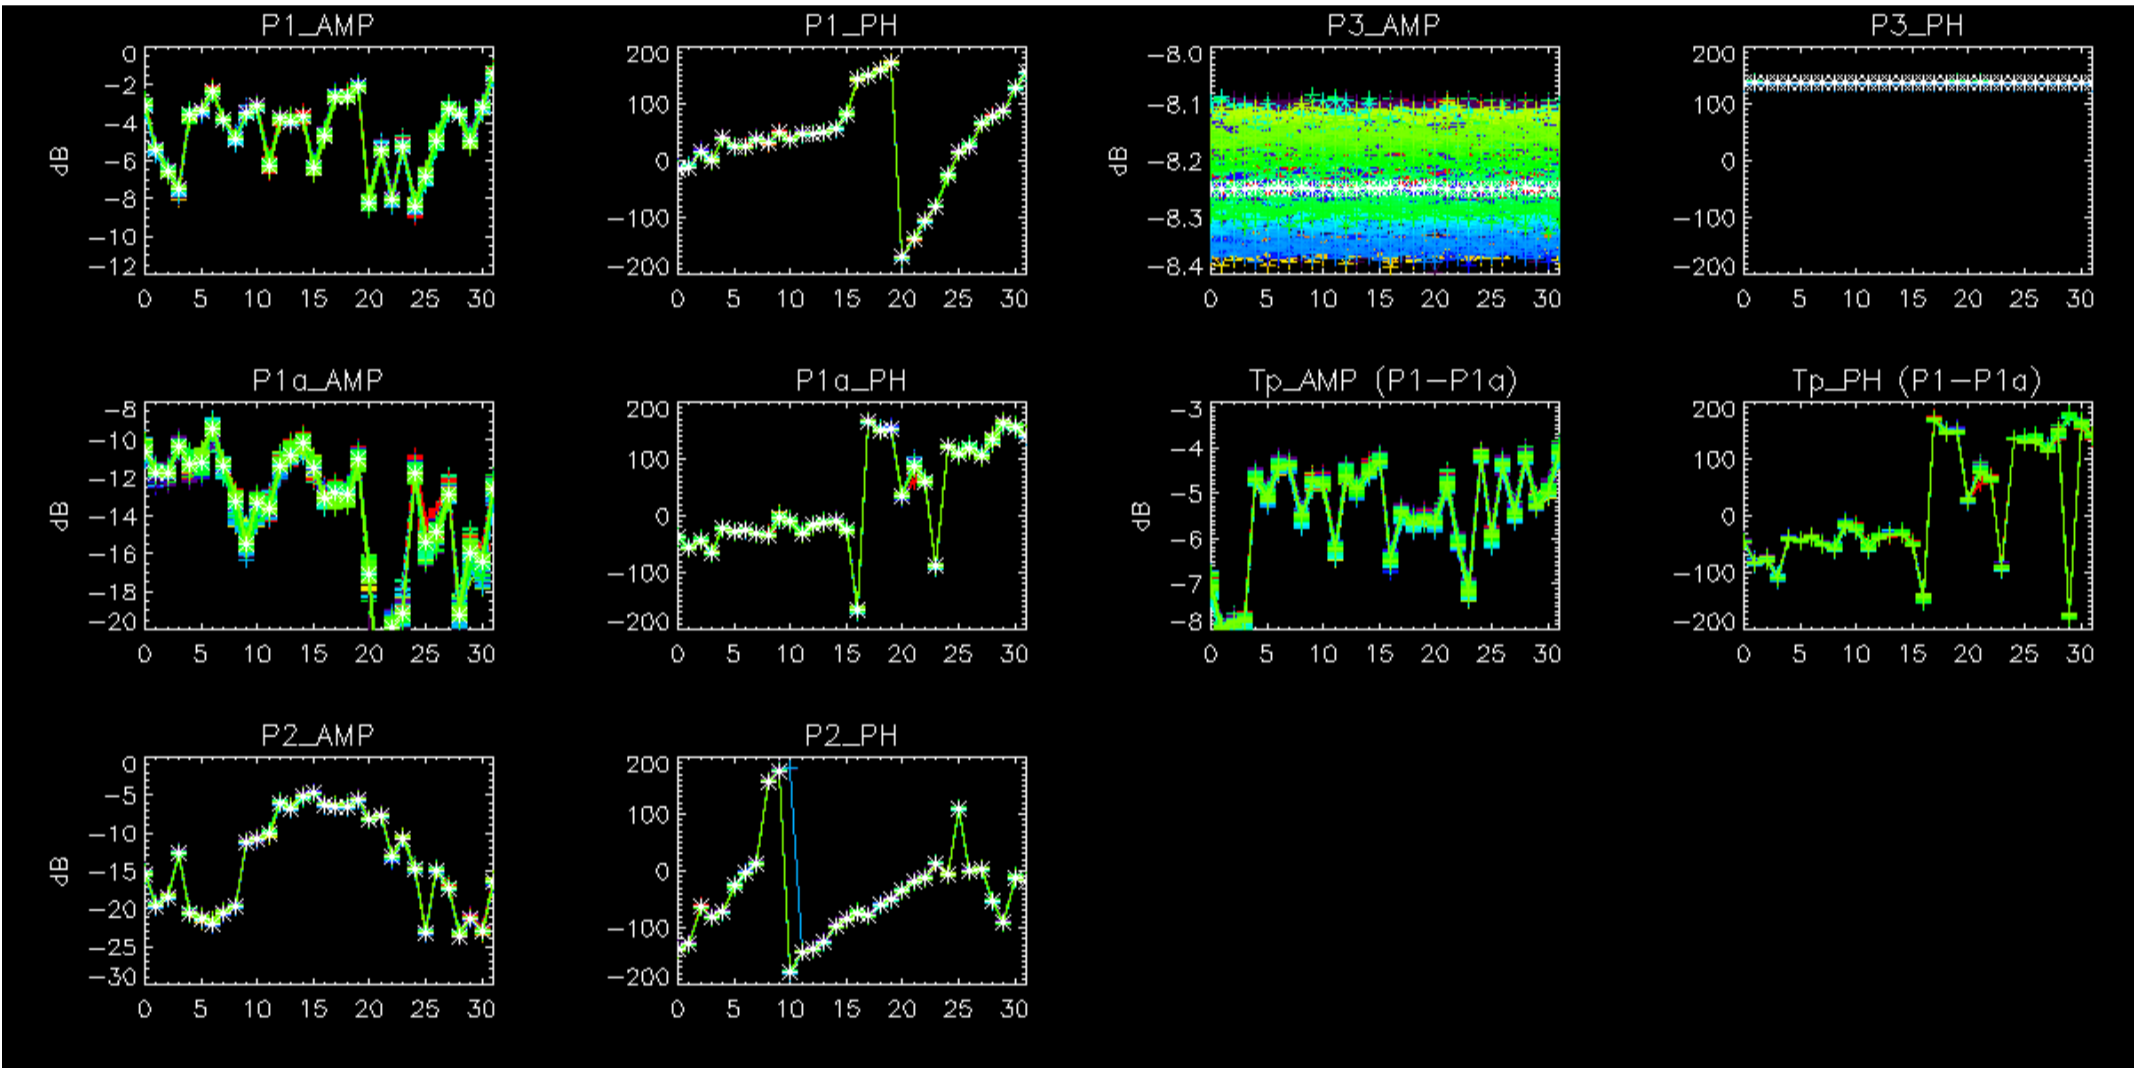 P1_AMP
P1_PH
P3_AMP
P3_PH
0
-2
-4
-6
-8
-10
-12
dB
0 5 10 15 20 25 30
200
100
0
-100
-200
0 5 10 15 20 25 30
-8.0
-8.1
-8.2
-8.3
-8.4
dB
0 5 10 15 20 25 30
200
100
0
-100
-200
0 5 10 15 20 25 30
P1a_AMP
P1a_PH
Tp_AMP (P1-P1a)
Tp_PH (P1-P1a)
-8
-10
-12
-14
-16
-18
-20
dB
0 5 10 15 20 25 30
200
100
0
-100
-200
0 5 10 15 20 25 30
-3
-4
-5
-6
-7
-8
dB
0 5 10 15 20 25 30
200
100
0
-100
-200
0 5 10 15 20 25 30
P2_AMP
P2_PH
0
-5
-10
-15
-20
-25
-30
dB
0 5 10 15 20 25 30
200
100
0
-100
-200
0 5 10 15 20 25 30